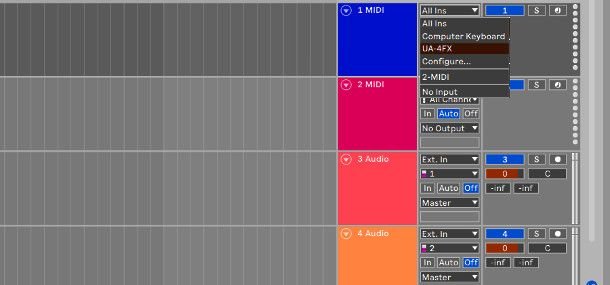 1 MIDI All Ins 1 S
All Ins
Computer Keyboard
UA-4FX
Configure...
2-MIDI
No Input
2 MIDI
All Channe
In Auto Off
No Output
3 Audio Ext. In 3 S
1 0 C
In Auto Off -inf -inf
Master
4 Audio Ext. In 4 S
2 0 C
In Auto Off -inf -inf
Master